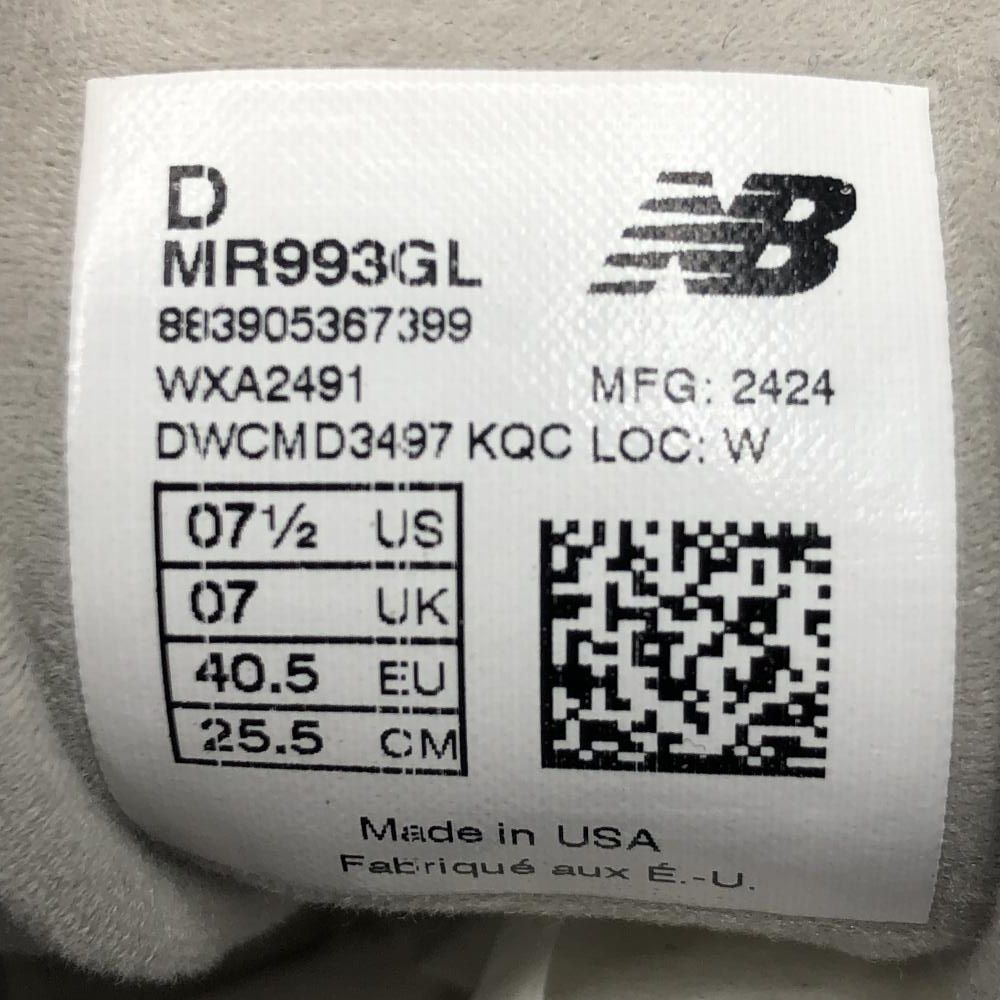 D
NB
MR993GL
883905367399
WXA2491 MFG: 2424
DWCMD3497 KQC LOC: W
07½ US
07 UK
40.5 EU
25.5 CM
Made in USA
Fabriqué aux É.-U.